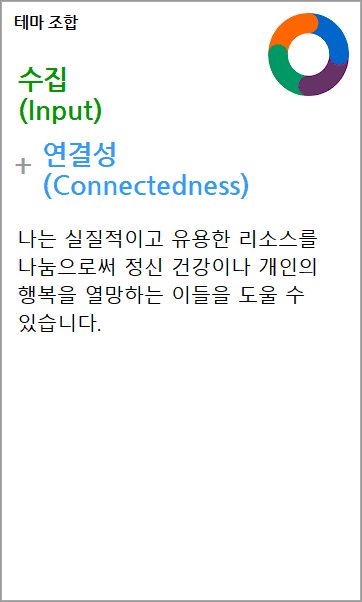 테마 조합
수집
(Input)
+ 연결성
(Connectedness)
나는 실질적이고 유용한 리소스를
나눔으로써 정신 건강이나 개인의
행복을 열망하는 이들을 도울 수
있습니다.